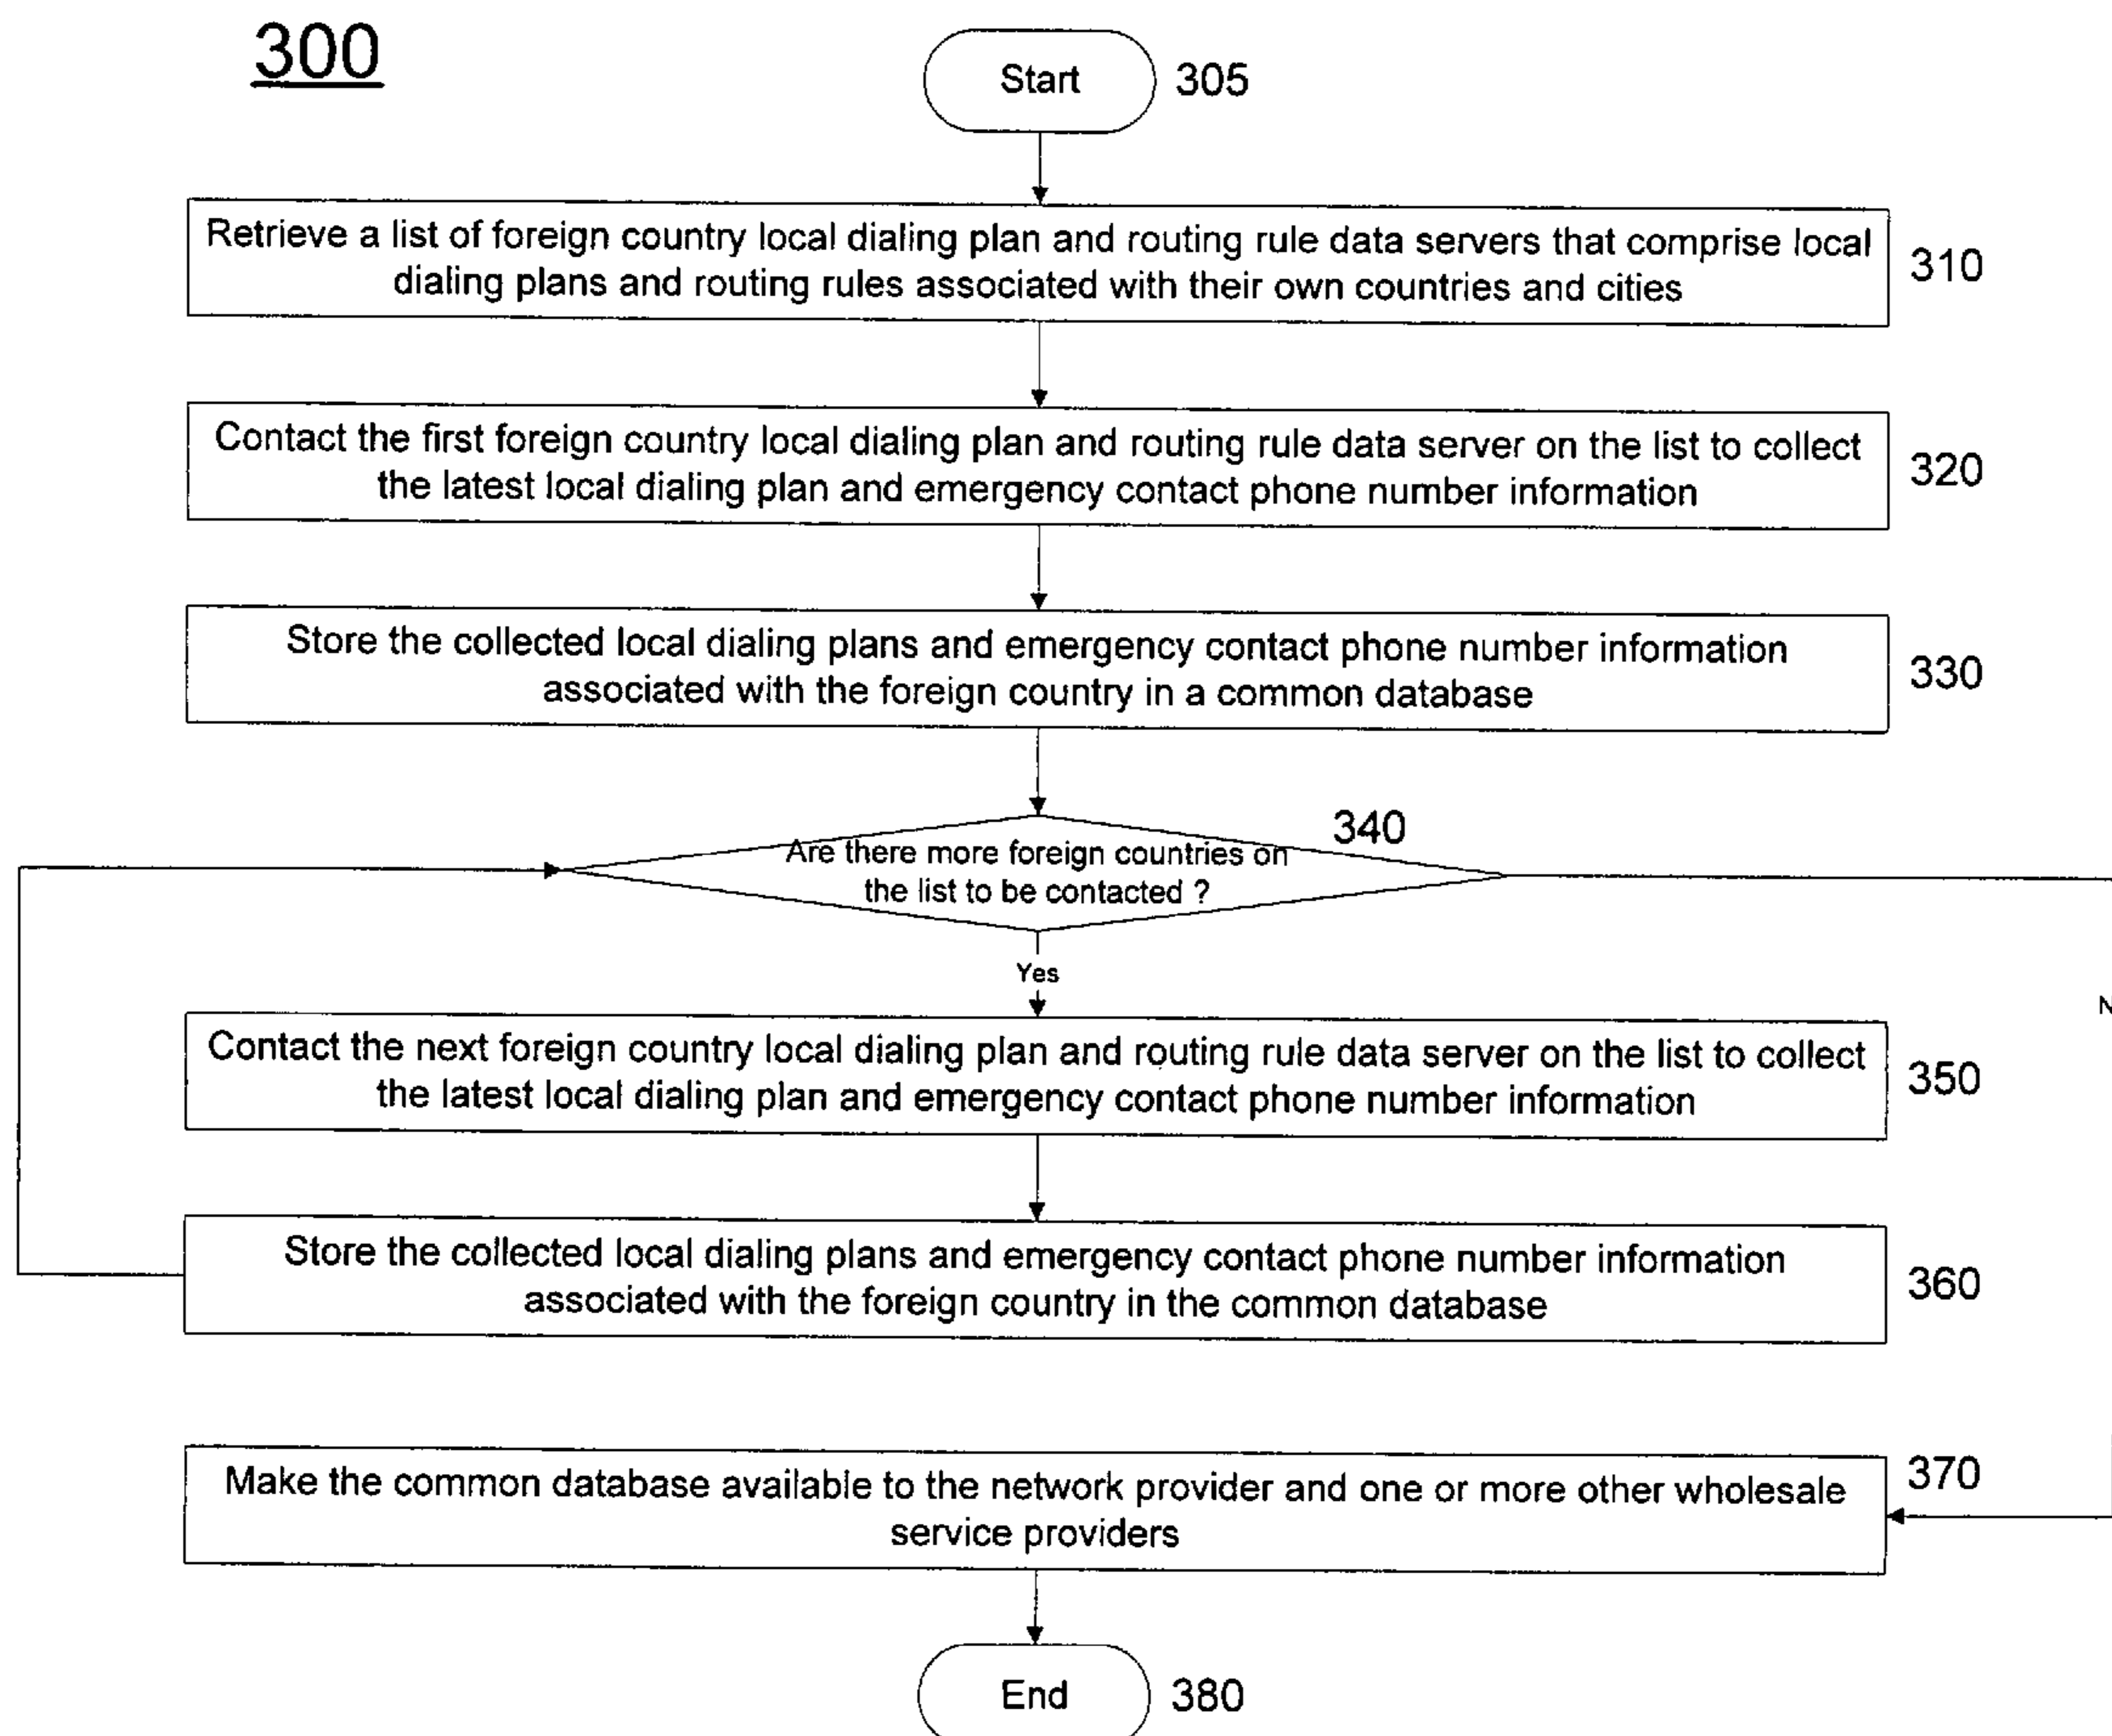 300
Start
305
Retrieve a list of foreign country local dialing plan and routing rule data servers that comprise local
dialing plans and routing rules associated with their own countries and cities
310
Contact the first foreign country local dialing plan and routing rule data server on the list to collect
the latest local dialing plan and emergency contact phone number information
320
Store the collected local dialing plans and emergency contact phone number information
associated with the foreign country in a common database
330
340
Are there more foreign countries on
the list to be contacted ?
Yes
N
Contact the next foreign country local dialing plan and routing rule data server on the list to collect
the latest local dialing plan and emergency contact phone number information
350
Store the collected local dialing plans and emergency contact phone number information
associated with the foreign country in the common database
360
Make the common database available to the network provider and one or more other wholesale
service providers
370
End
380